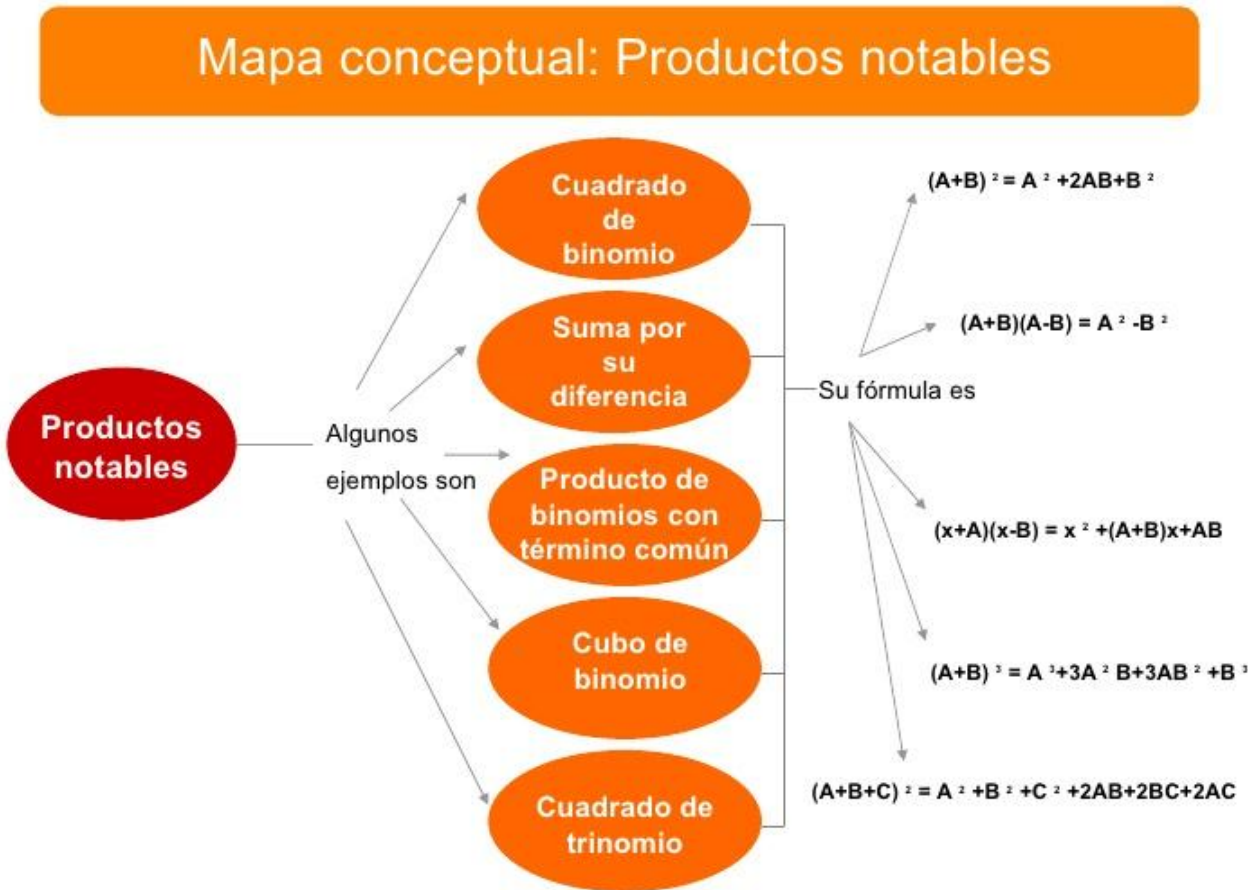 Mapa conceptual: Productos notables
Productos
notables
Algunos
ejemplos son
Cuadrado
de
binomio
Suma por
su
diferencia
Producto de
binomios con
término común
Cubo de
binomio
Cuadrado de
trinomio
Su fórmula es
(A+B) ² = A ² +2AB+B ²
(A+B)(A-B) = A ² -B ²
(x+A)(x-B) = x ² +(A+B)x+AB
(A+B) ³ = A ³+3A ² B+3AB ² +B ³
(A+B+C) ² = A ² +B ² +C ² +2AB+2BC+2AC